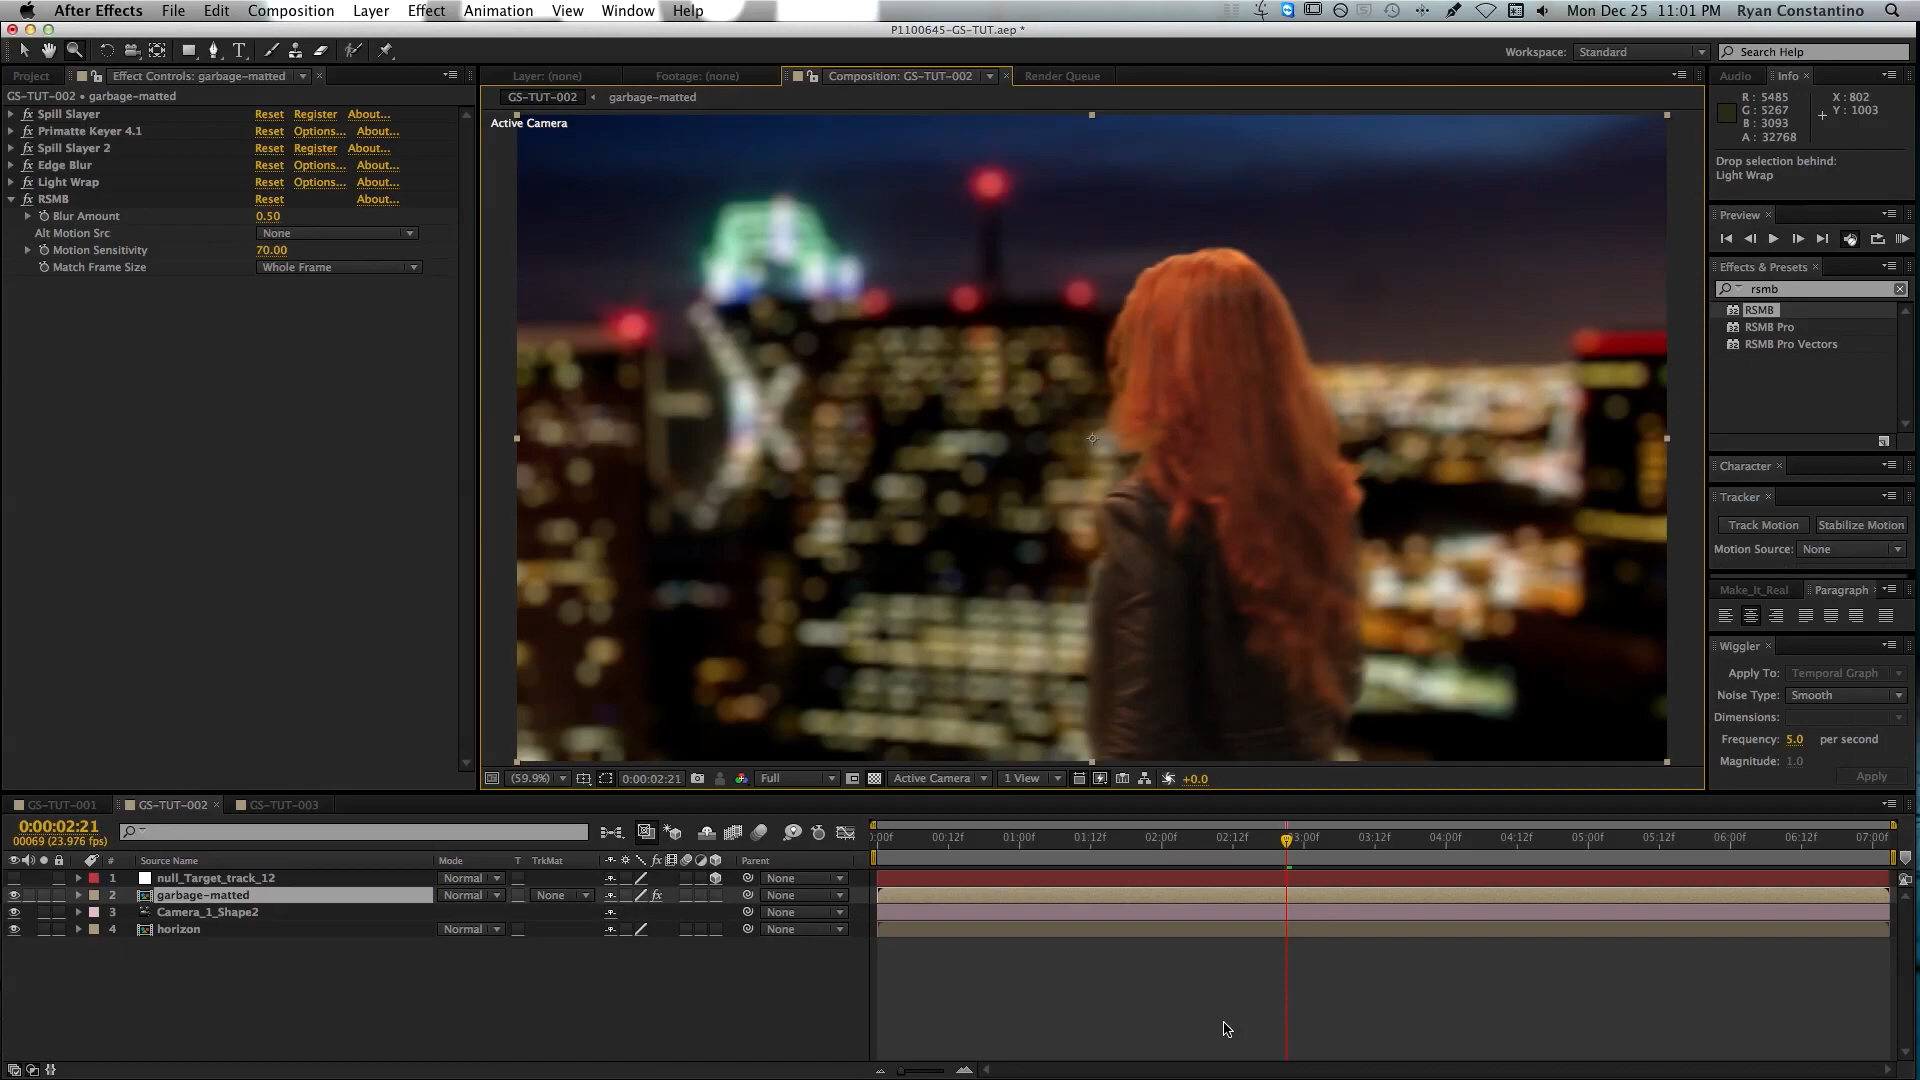 After Effects File Edit Composition Layer Effect Animation View Window Help Mon Dec 25 11:01 PM Ryan Constantino
P1100645-GS-TUT.aep *
T Workspace: Standard Search Help
Project Effect Controls: garbage-matted Layer: (none) Footage: (none) Composition: GS-TUT-002 Render Queue Audio Info
GS-TUT-002 • garbage-matted
GS-TUT-002 garbage-matted
Active Camera
fx Spill Slayer Reset Register About...
fx Primatte Keyer 4.1 Reset Options... About...
fx Spill Slayer 2 Reset Register About...
fx Edge Blur Reset Options... About...
fx Light Wrap Reset Options... About...
fx RSMB Reset About...
Blur Amount 0.50
Alt Motion Src None
Motion Sensitivity 70.00
Match Frame Size Whole Frame
R : 5485 X : 802
G : 5267 Y : 1003
B : 3093
A : 32768
Drop selection behind:
Light Wrap
Preview
Effects & Presets
rsmb
RSMB
RSMB Pro
RSMB Pro Vectors
Character
Tracker
Track Motion Stabilize Motion
Motion Source: None
Make_It_Real Paragraph
Wiggler
Apply To: Temporal Graph
Noise Type: Smooth
Dimensions:
Frequency: 5.0 per second
Magnitude: 1.0
Apply
(59.9%) 0:00:02:21 Full Active Camera 1 View +0.0
GS-TUT-001 GS-TUT-002 GS-TUT-003
0:00:02:21
00069 (23.976 fps)
:00f 00:12f 01:00f 01:12f 02:00f 02:12f 03:00f 03:12f 04:00f 04:12f 05:00f 05:12f 06:00f 06:12f 07:00f
# Source Name Mode T TrkMat fx Parent
1 null_Target_track_12 Normal None
2 garbage-matted Normal None fx None
3 Camera_1_Shape2 None
4 horizon Normal None